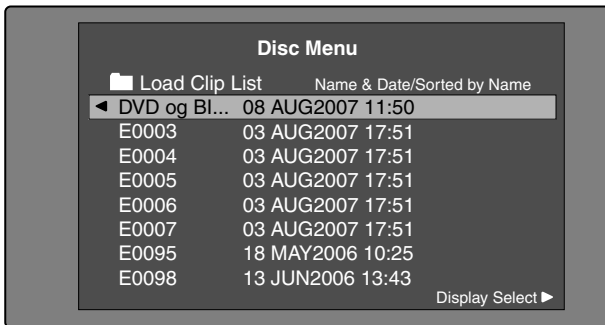 Disc Menu
Load Clip List Name & Date/Sorted by Name
DVD og Bl... 08 AUG2007 11:50
E0003 03 AUG2007 17:51
E0004 03 AUG2007 17:51
E0005 03 AUG2007 17:51
E0006 03 AUG2007 17:51
E0007 03 AUG2007 17:51
E0095 18 MAY2006 10:25
E0098 13 JUN2006 13:43
Display Select